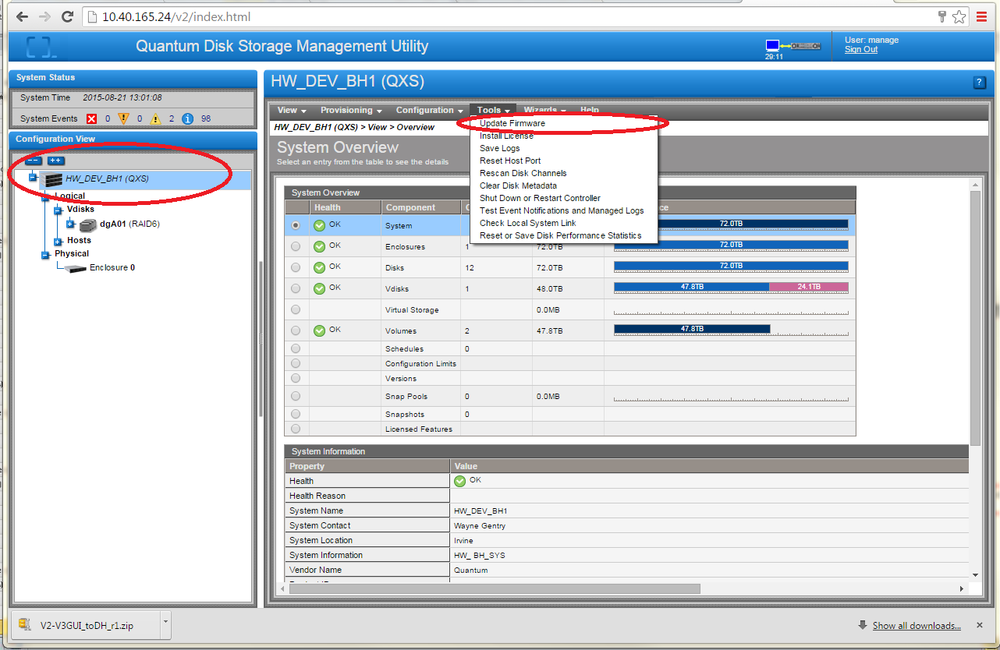 10.40.165.24/v2/index.html
Quantum Disk Storage Management Utility
29:11
User: manage
Sign Out
System Status
System Time 2015-08-21 13:01:08
System Events 0 0 2 98
Configuration View
HW_DEV_BH1 (QXS)
Logical
Vdisks
dgA01 (RAID6)
Hosts
Physical
Enclosure 0
HW_DEV_BH1 (QXS)
?
View Provisioning Configuration Tools Wizards Help
HW_DEV_BH1 (QXS) > View > Overview
Update Firmware
Install License
Save Logs
Reset Host Port
Rescan Disk Channels
Clear Disk Metadata
Shut Down or Restart Controller
Test Event Notifications and Managed Logs
Check Local System Link
Reset or Save Disk Performance Statistics
System Overview
Select an entry from the table to see the details
System Overview
Health Component
OK System 72.0TB
OK Enclosures 1 72.0TB 72.0TB
OK Disks 12 72.0TB 72.0TB
OK Vdisks 1 48.0TB 47.8TB 24.1TB
Virtual Storage 0.0MB
OK Volumes 2 47.8TB 47.8TB
Schedules 0
Configuration Limits
Versions
Snap Pools 0 0.0MB
Snapshots 0
Licensed Features
System Information
Property Value
Health OK
Health Reason
System Name HW_DEV_BH1
System Contact Wayne Gentry
System Location Irvine
System Information HW_ BH_SYS
Vendor Name Quantum
V2-V3GUI_toDH_r1.zip
Show all downloads...